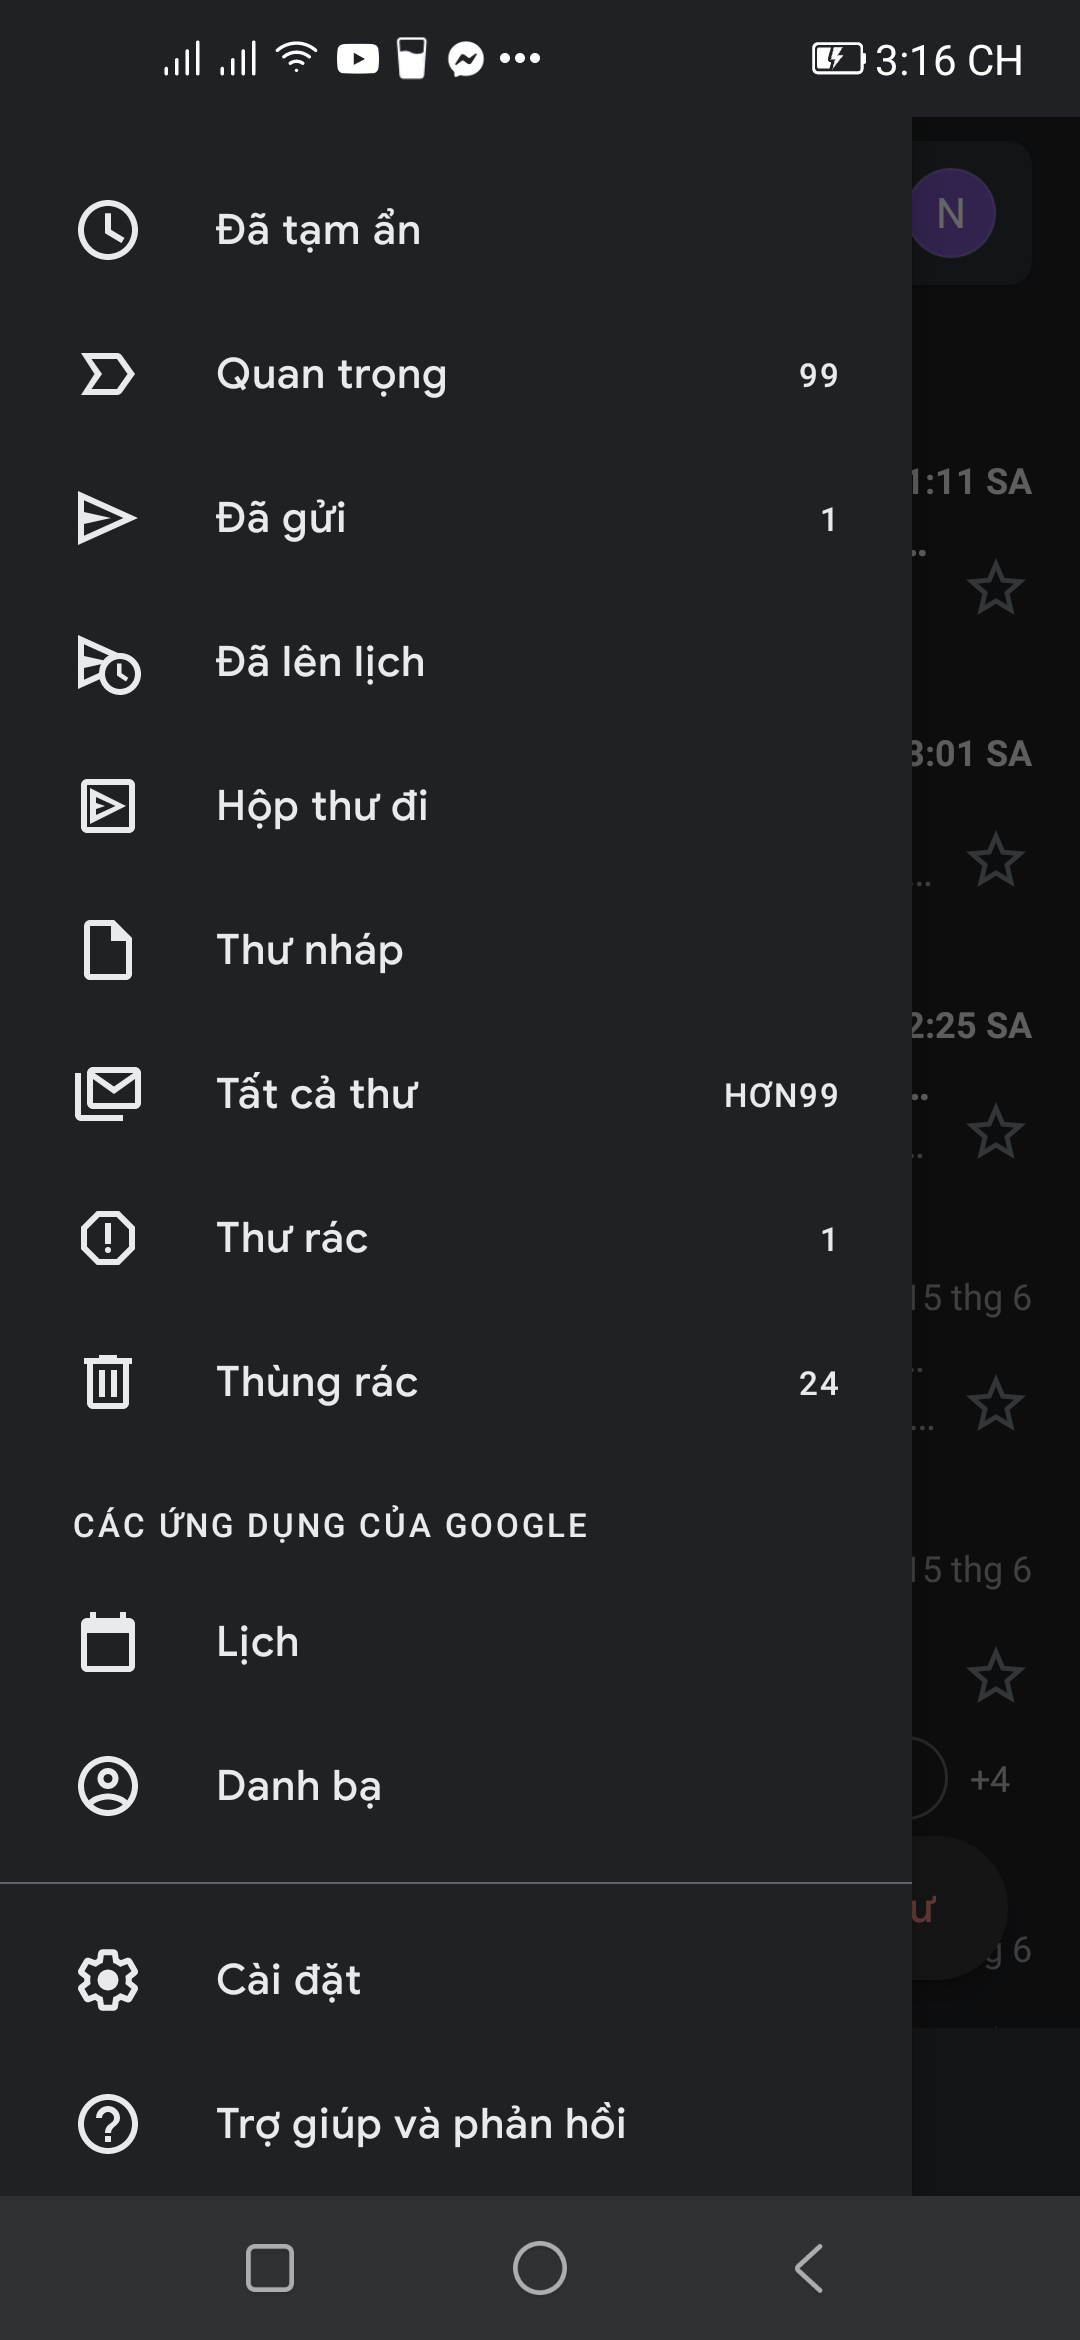 3:16 CH
N
Đã tạm ẩn
Quan trọng 99
1:11 SA
Đã gửi 1
Đã lên lịch
3:01 SA
Hộp thư đi
Thư nháp
2:25 SA
Tất cả thư HƠN99
Thư rác 1
15 thg 6
Thùng rác 24
CÁC ỨNG DỤNG CỦA GOOGLE
15 thg 6
Lịch
Danh bạ +4
ư
g 6
Cài đặt
Trợ giúp và phản hồi